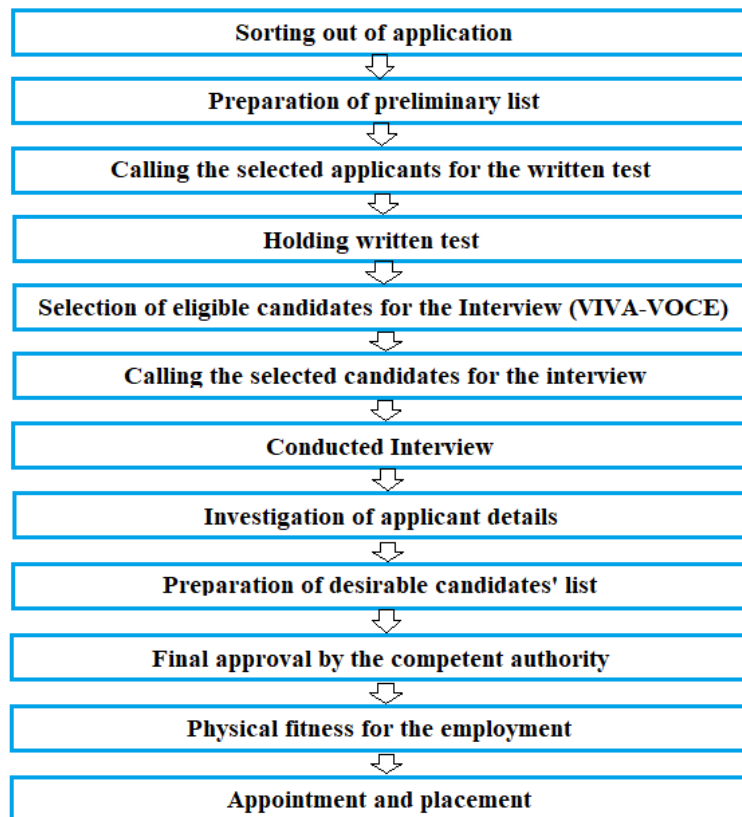 Sorting out of application
Preparation of preliminary list
Calling the selected applicants for the written test
Holding written test
Selection of eligible candidates for the Interview (VIVA-VOCE)
Calling the selected candidates for the interview
Conducted Interview
Investigation of applicant details
Preparation of desirable candidates' list
Final approval by the competent authority
Physical fitness for the employment
Appointment and placement